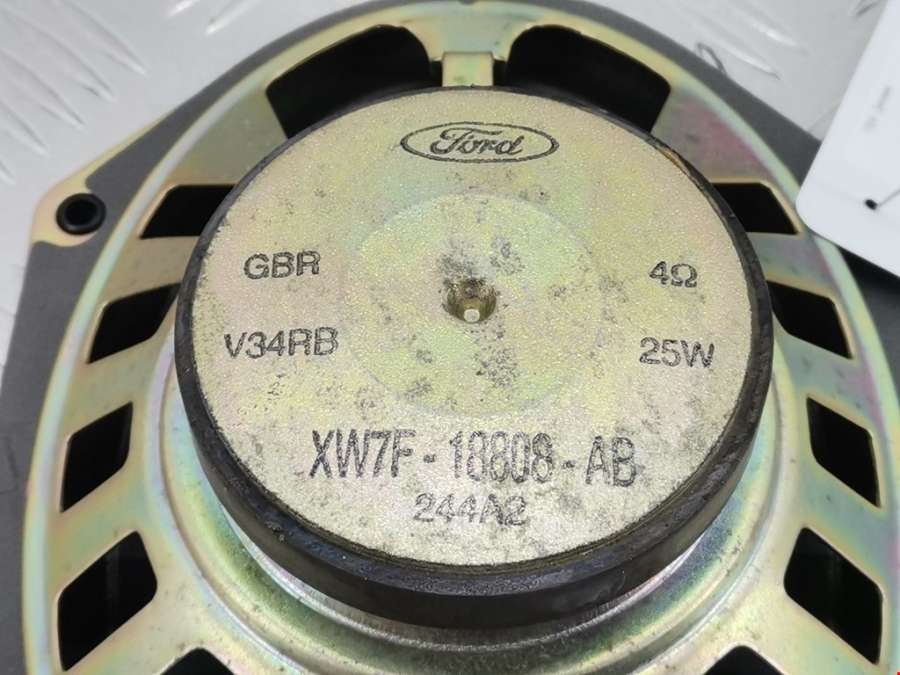 Ford
GBR
4Ω
V34RB
25W
XW7F-18808-AB
244A2